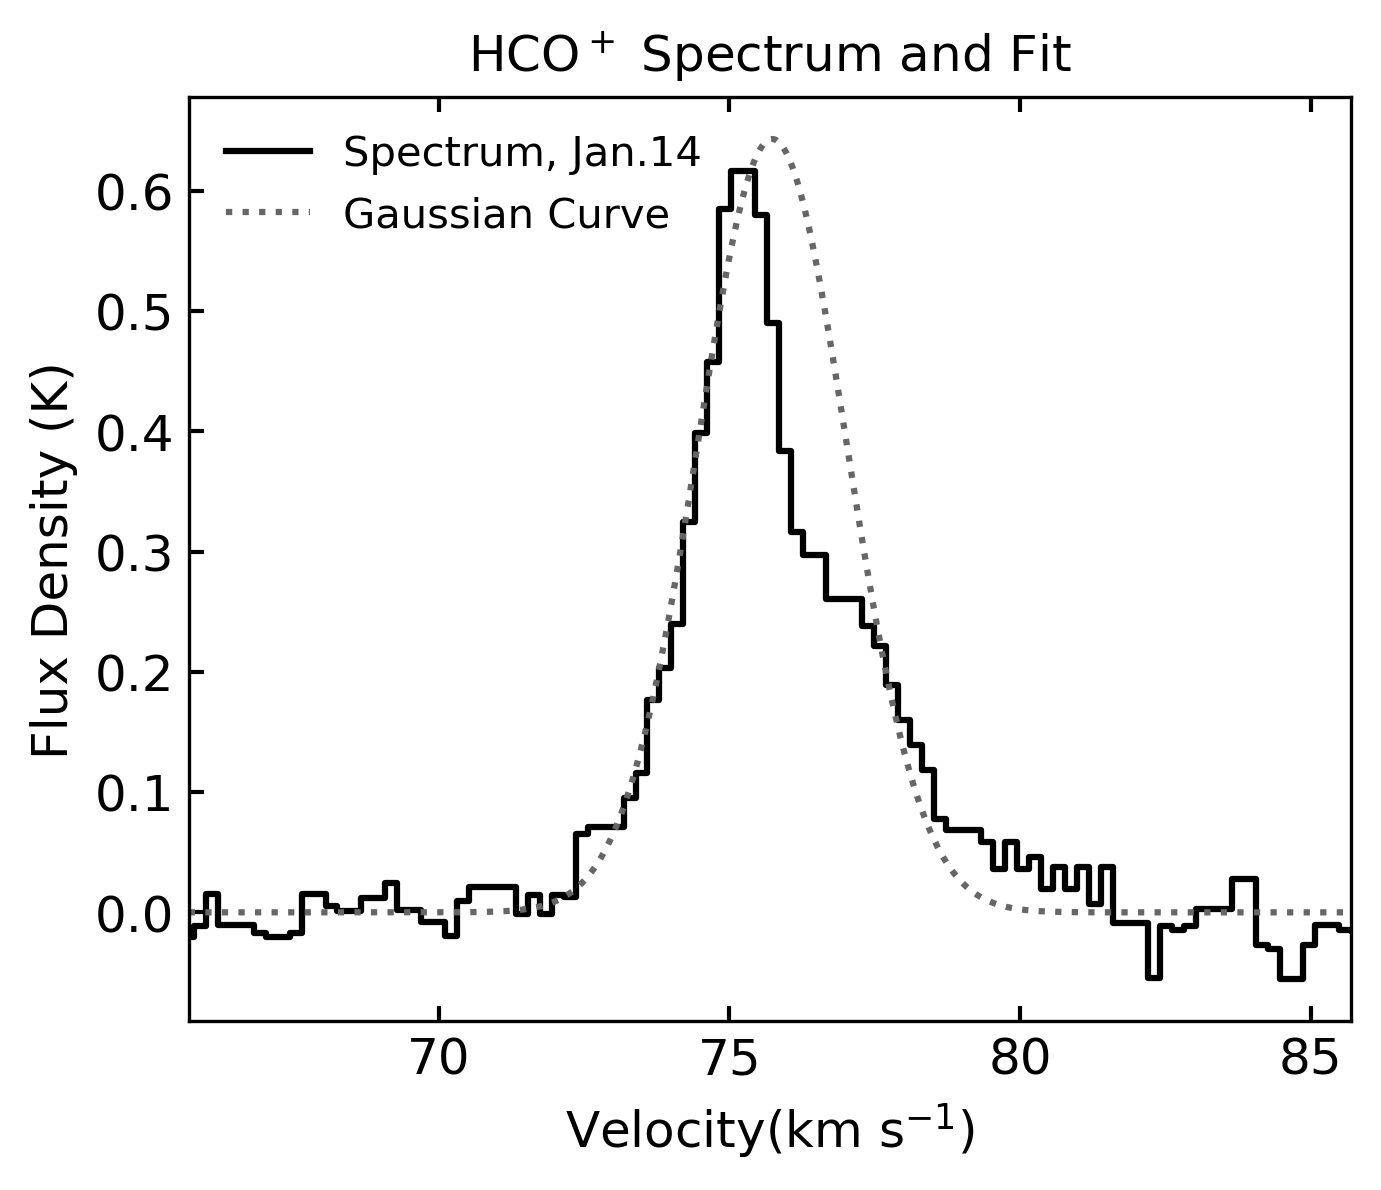 HCO⁺ Spectrum and Fit
Spectrum, Jan.14
Gaussian Curve
Flux Density (K)
0.6
0.5
0.4
0.3
0.2
0.1
0.0
70 75 80 85
Velocity(km s⁻¹)